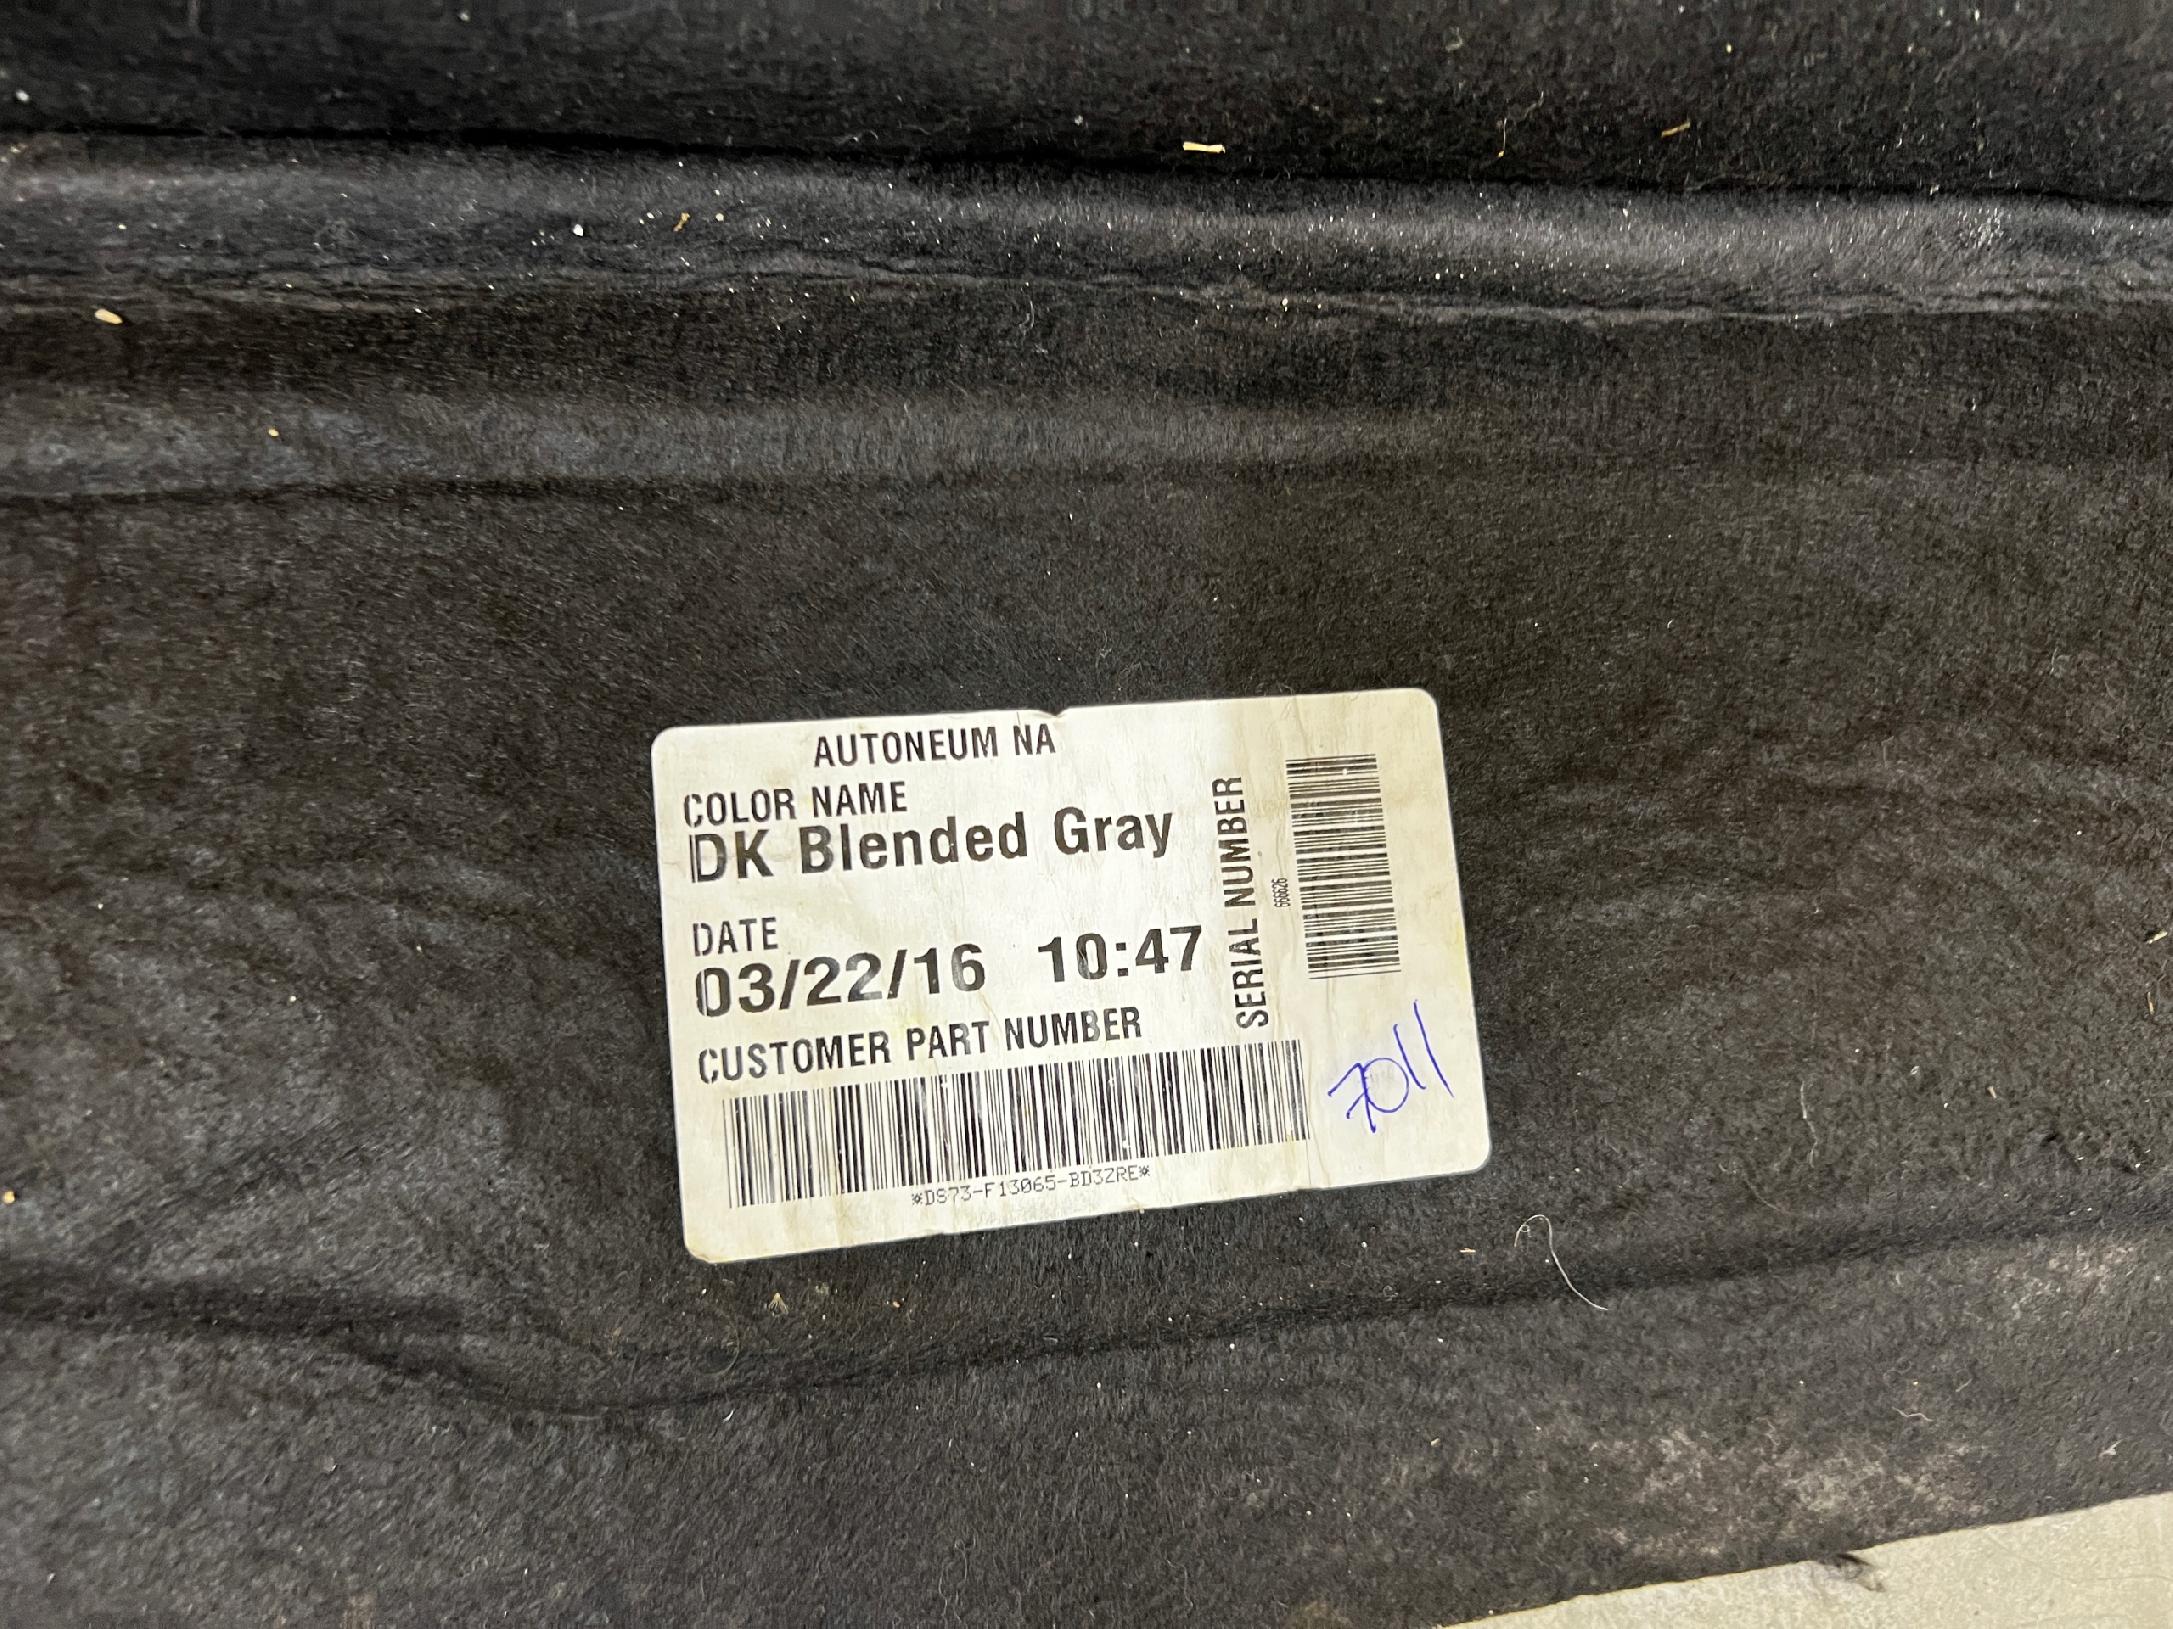 AUTONEUM NA
COLOR NAME
DK Blended Gray
DATE
03/22/16 10:47
CUSTOMER PART NUMBER
*DS73-F13065-BD3ZRE*
SERIAL NUMBER
666626
7011